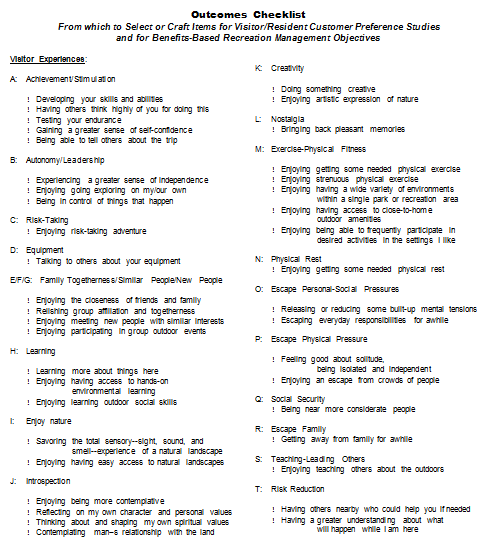 Outcomes Checklist
From which to Select or Craft Items for Visitor/Resident Customer Preference Studies
and for Benefits-Based Recreation Management Objectives
Visitor Experiences:
A: Achievement/Stimulation
! Developing your skills and abilities
! Having others think highly of you for doing this
! Testing your endurance
! Gaining a greater sense of self-confidence
! Being able to tell others about the trip
B: Autonomy/Leadership
! Experiencing a greater sense of independence
! Enjoying going exploring on my/our own
! Being in control of things that happen
C: Risk-Taking
! Enjoying risk-taking adventure
D: Equipment
! Talking to others about your equipment
E/F/G: Family Togetherness/Similar People/New People
! Enjoying the closeness of friends and family
! Relishing group affiliation and togetherness
! Enjoying meeting new people with similar interests
! Enjoying participating in group outdoor events
H: Learning
! Learning more about things here
! Enjoying having access to hands-on
environmental learning
! Enjoying learning outdoor social skills
I: Enjoy nature
! Savoring the total sensory--sight, sound, and
smell--experience of a natural landscape
! Enjoying having easy access to natural landscapes
J: Introspection
! Enjoying being more contemplative
! Reflecting on my own character and personal values
! Thinking about and shaping my own spiritual values
! Contemplating man–s relationship with the land
K: Creativity
! Doing something creative
! Enjoying artistic expression of nature
L: Nostalgia
! Bringing back pleasant memories
M: Exercise-Physical Fitness
! Enjoying getting some needed physical exercise
! Enjoying strenuous physical exercise
! Enjoying having a wide variety of environments
within a single park or recreation area
! Enjoying having access to close-to-home
outdoor amenities
! Enjoying being able to frequently participate in
desired activities in the settings I like
N: Physical Rest
! Enjoying getting some needed physical rest
O: Escape Personal-Social Pressures
! Releasing or reducing some built-up mental tensions
! Escaping everyday responsibilities for awhile
P: Escape Physical Pressure
! Feeling good about solitude,
being isolated and independent
! Enjoying an escape from crowds of people
Q: Social Security
! Being near more considerate people
R: Escape Family
! Getting away from family for awhile
S: Teaching-Leading Others
! Enjoying teaching others about the outdoors
T: Risk Reduction
! Having others nearby who could help you if needed
! Having a greater understanding about what
will happen while I am here